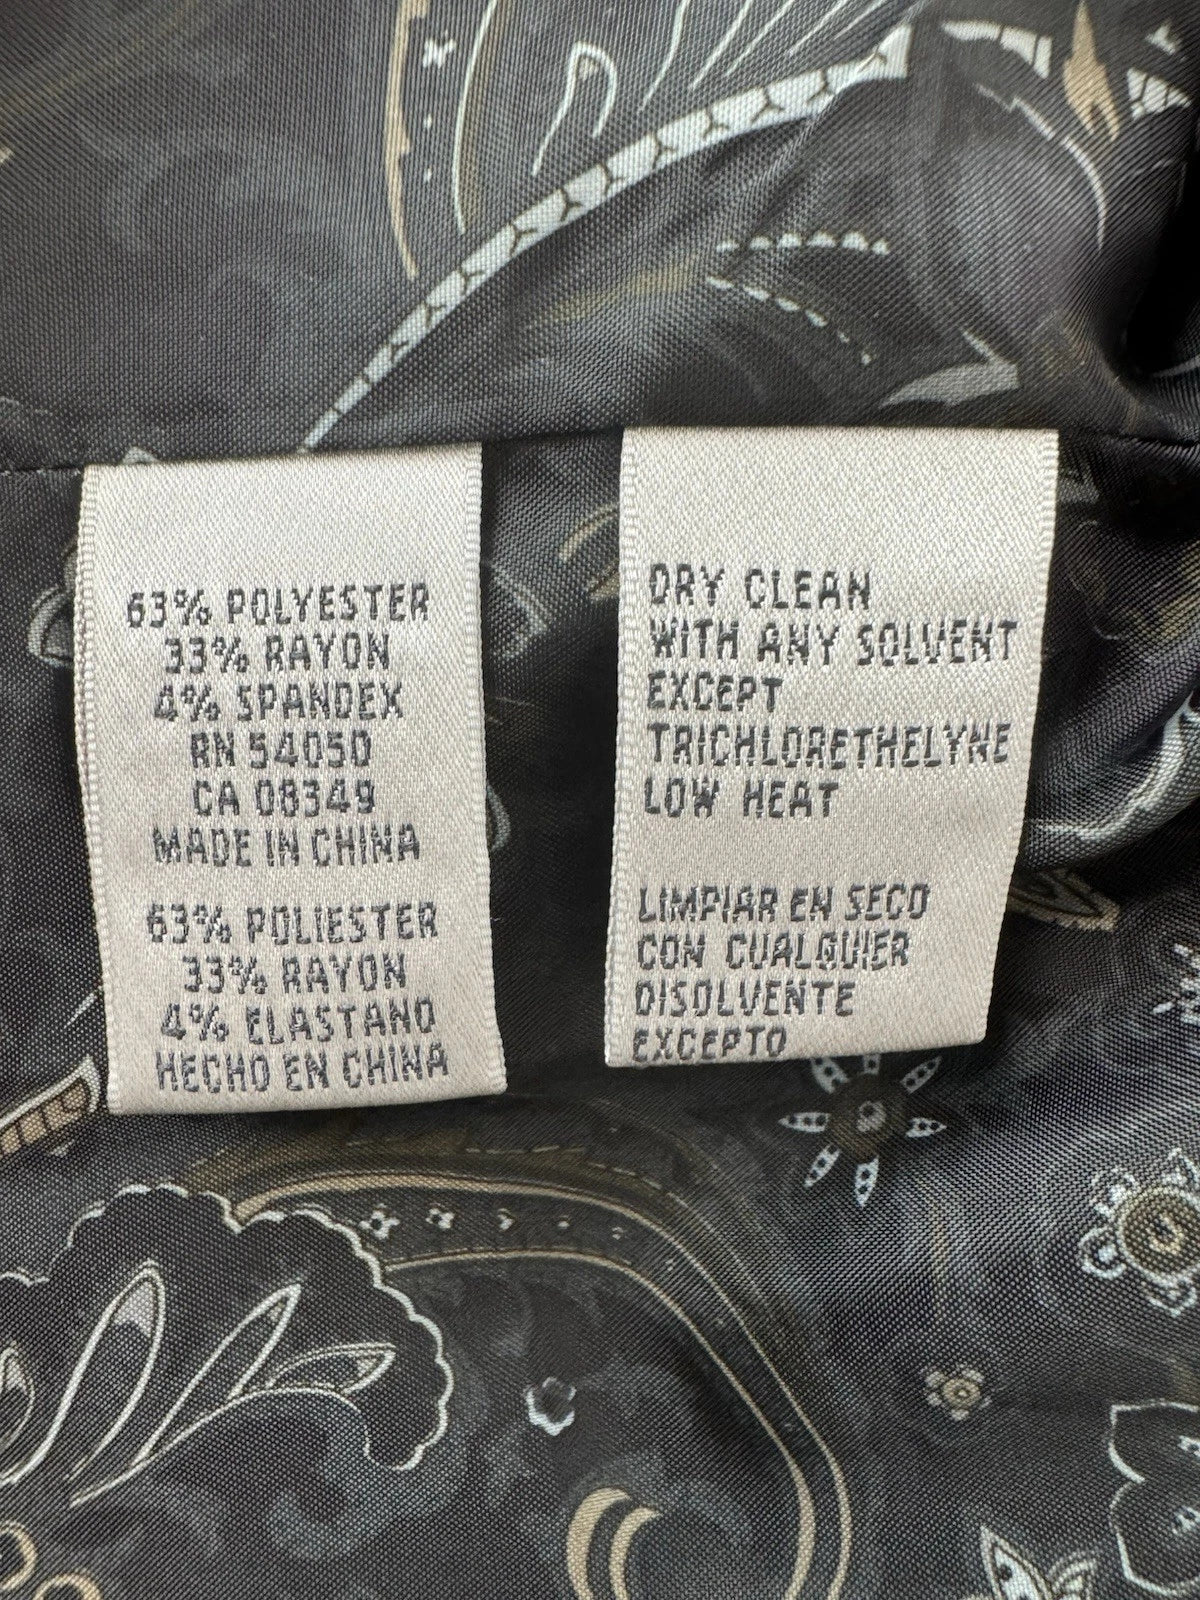 63% POLYESTER
33% RAYON
4% SPANDEX
RN 54050
CA 08349
MADE IN CHINA
63% POLIESTER
33% RAYON
4% ELASTANO
HECHO EN CHINA
DRY CLEAN
WITH ANY SOLVENT
EXCEPT
TRICHLORETHELYNE
LOW HEAT
LIMPIAR EN SECO
CON CUALQUIER
DISOLVENTE
EXCEPTO